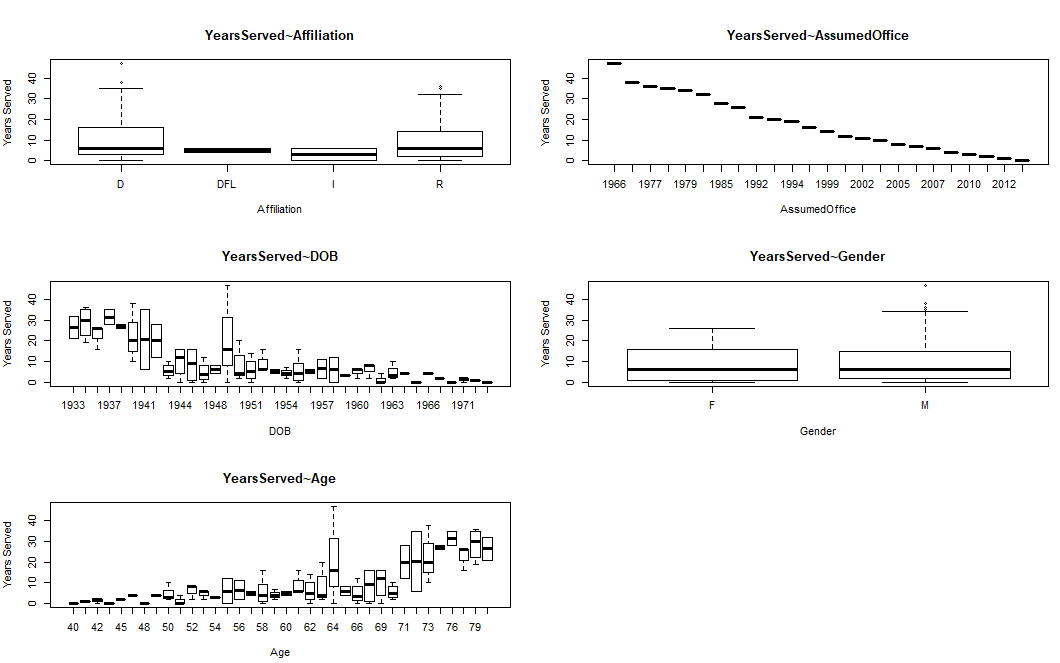 YearsServed~Affiliation
Years Served
0 10 20 30 40
D DFL I R
Affiliation
YearsServed~AssumedOffice
Years Served
0 10 20 30 40
1966 1977 1979 1985 1992 1994 1999 2002 2005 2007 2010 2012
AssumedOffice
YearsServed~DOB
Years Served
0 10 20 30 40
1933 1937 1941 1944 1948 1951 1954 1957 1960 1963 1966 1971
DOB
YearsServed~Gender
Years Served
0 10 20 30 40
F M
Gender
YearsServed~Age
Years Served
0 10 20 30 40
40 42 45 48 50 52 54 56 58 60 62 64 66 69 71 73 76 79
Age